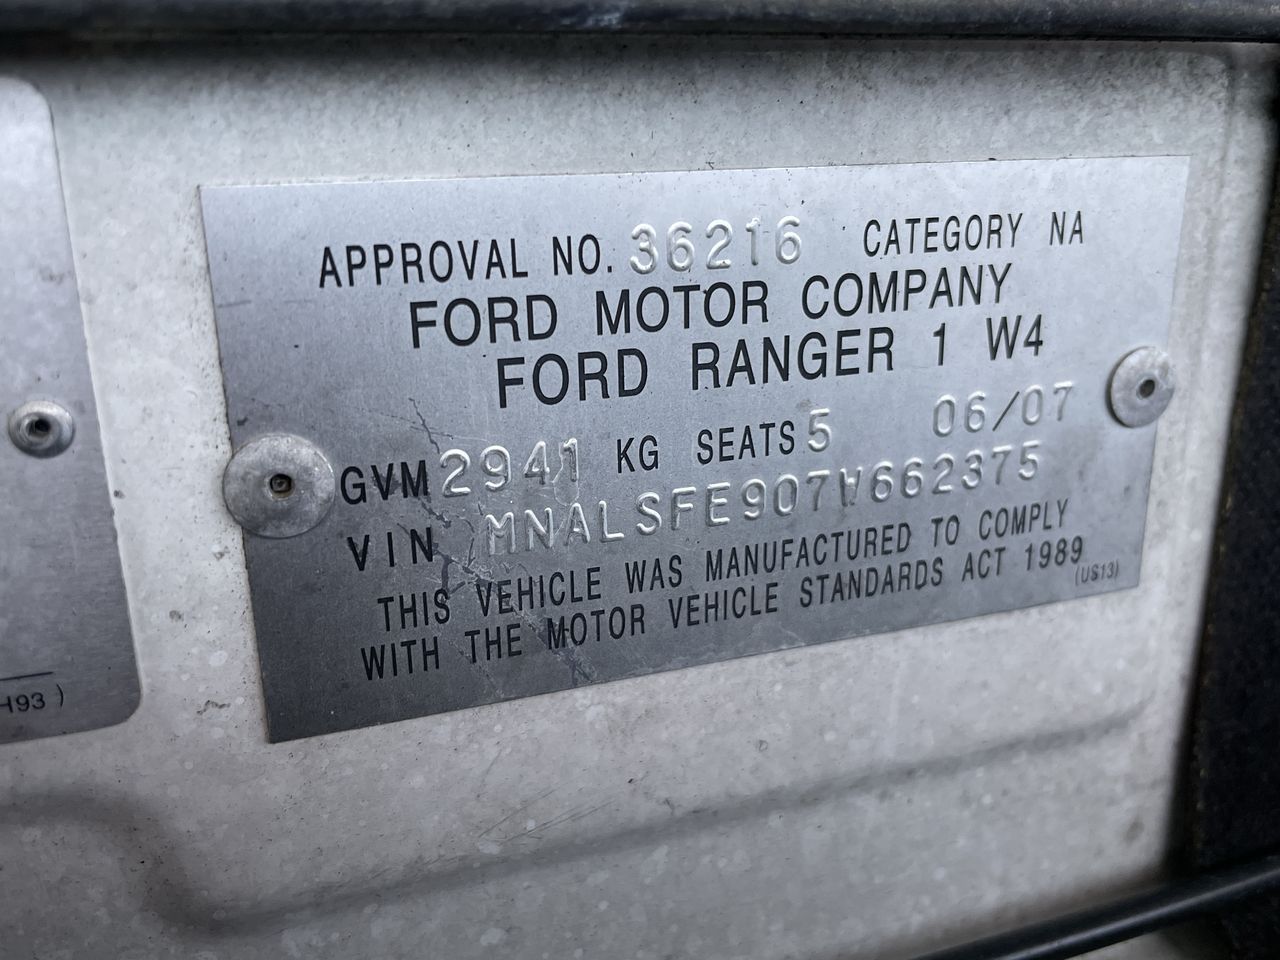 APPROVAL NO. 36216 CATEGORY NA
FORD MOTOR COMPANY
FORD RANGER 1 W4
GVM 2941 KG SEATS 5 06/07
VIN MNALSFE907W662375
THIS VEHICLE WAS MANUFACTURED TO COMPLY
WITH THE MOTOR VEHICLE STANDARDS ACT 1989
(US13)
H93 )